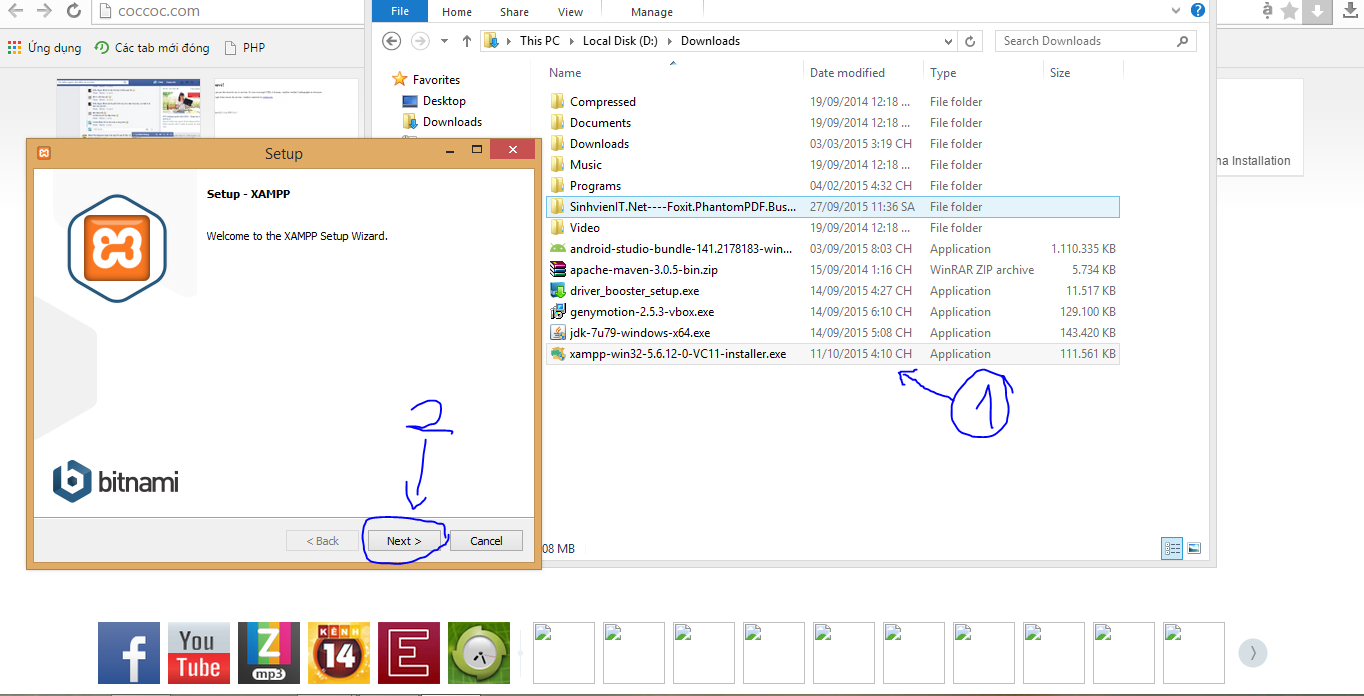 coccoc.com
Ứng dụng Các tab mới đóng PHP
File Home Share View Manage
This PC Local Disk (D:) Downloads
Search Downloads
Favorites
Desktop
Downloads
Name Date modified Type Size
Compressed 19/09/2014 12:18 ... File folder
Documents 19/09/2014 12:18 ... File folder
Downloads 03/03/2015 3:19 CH File folder
Music 19/09/2014 12:18 ... File folder
Programs 04/02/2015 4:32 CH File folder
SinhvienIT.Net----Foxit.PhantomPDF.Bus... 27/09/2015 11:36 SA File folder
Video 19/09/2014 12:18 ... File folder
android-studio-bundle-141.2178183-win... 03/09/2015 8:03 CH Application 1.110.335 KB
apache-maven-3.0.5-bin.zip 15/09/2014 1:16 CH WinRAR ZIP archive 5.734 KB
driver_booster_setup.exe 14/09/2015 4:27 CH Application 11.517 KB
genymotion-2.5.3-vbox.exe 14/09/2015 6:10 CH Application 129.100 KB
jdk-7u79-windows-x64.exe 14/09/2015 5:08 CH Application 143.420 KB
xampp-win32-5.6.12-0-VC11-installer.exe 11/10/2015 4:10 CH Application 111.561 KB
1
08 MB
na Installation
Setup
Setup - XAMPP
Welcome to the XAMPP Setup Wizard.
2
bitnami
< Back Next > Cancel
f
You Tube
Z mp3
KÊNH 14
E